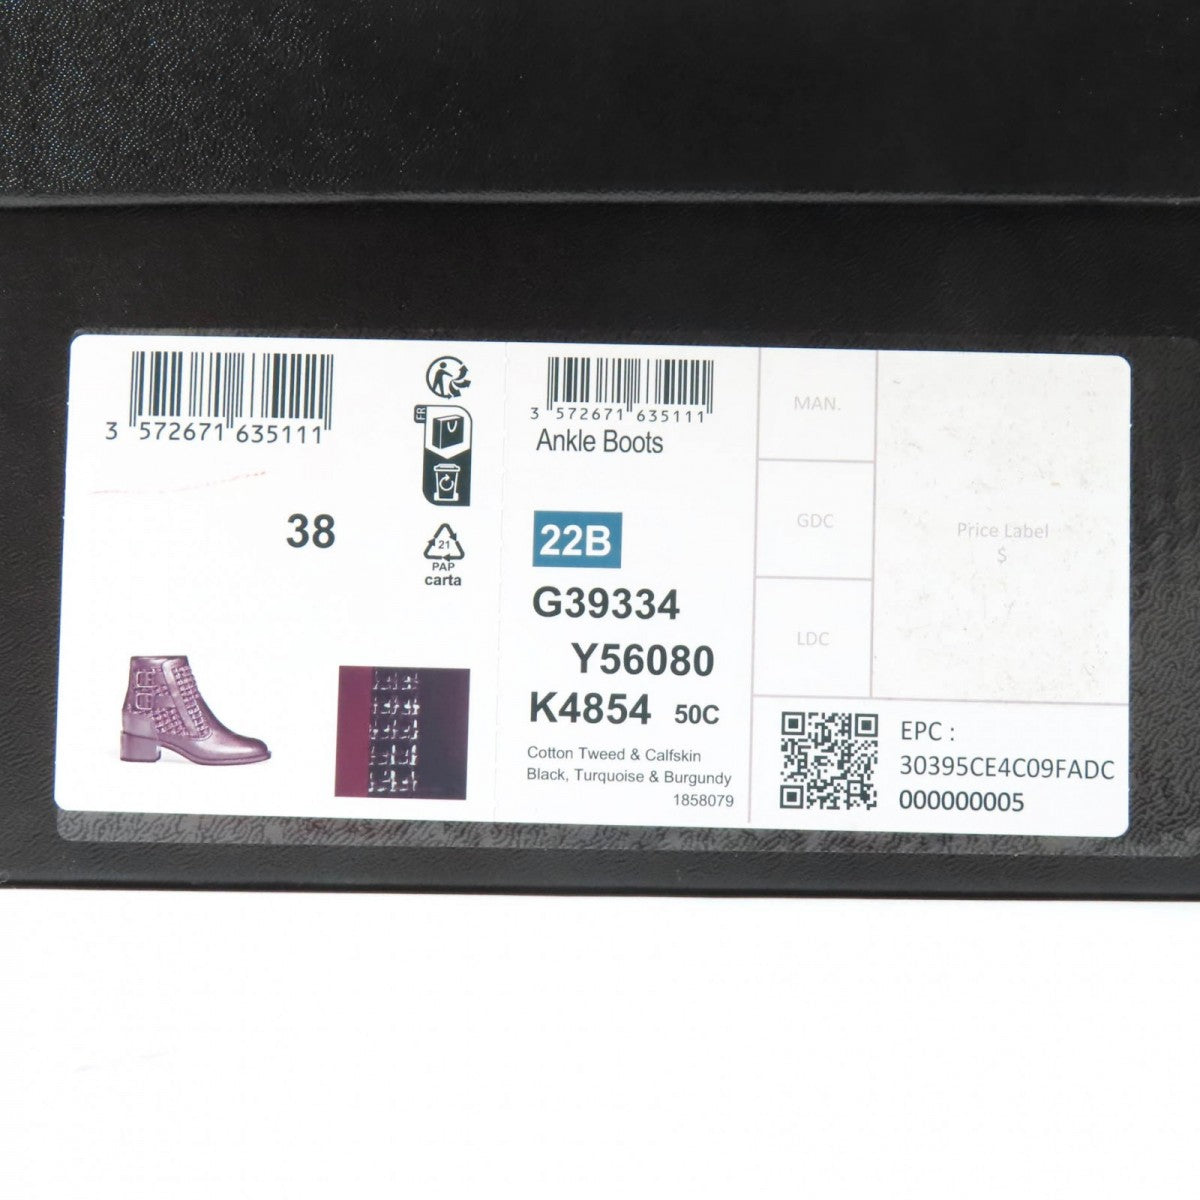 3 572671 635111
38
FR
21
PAP
carta
3 572671 635111
Ankle Boots
22B
G39334
Y56080
K4854 50C
Cotton Tweed & Calfskin
Black, Turquoise & Burgundy
1858079
MAN.
GDC
LDC
Price Label
$
EPC :
30395CE4C09FADC
000000005